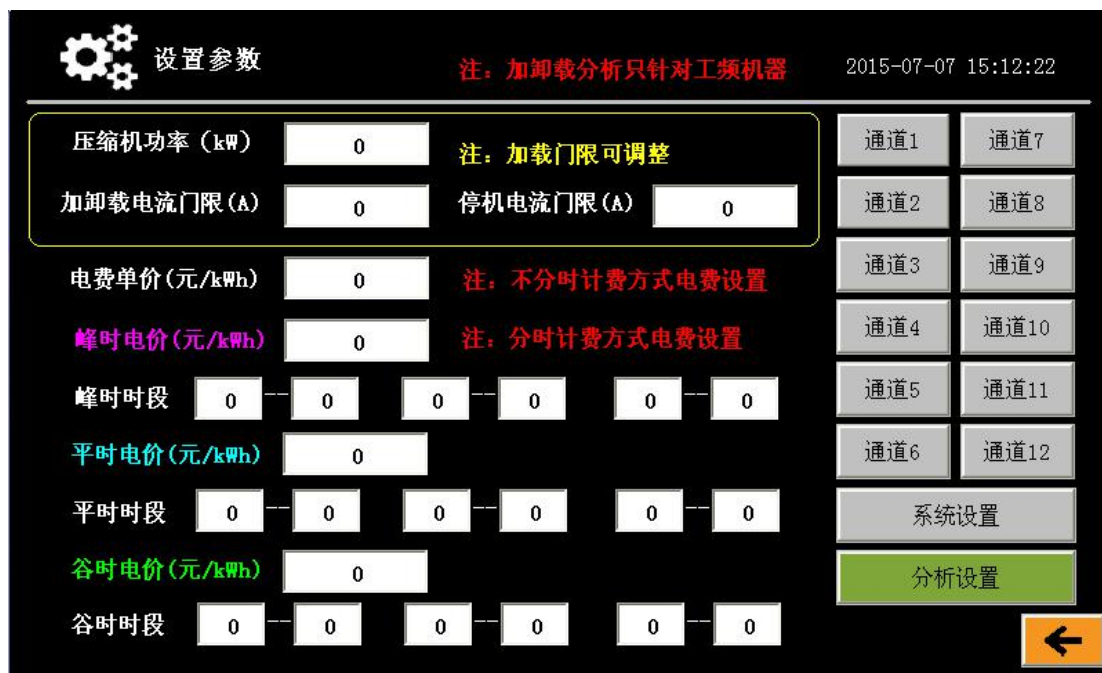 设置参数
注：加卸载分析只针对工频机器
2015-07-07 15:12:22
压缩机功率（kW）
0
注：加载门限可调整
加卸载电流门限(A)
0
停机电流门限(A)
0
电费单价(元/kWh)
0
注：不分时计费方式电费设置
峰时电价(元/kWh)
0
注：分时计费方式电费设置
峰时时段 0 -- 0 0 -- 0 0 -- 0
平时电价(元/kWh)
0
平时时段 0 -- 0 0 -- 0 0 -- 0
谷时电价(元/kWh)
0
谷时时段 0 -- 0 0 -- 0 0 -- 0
通道1 通道7
通道2 通道8
通道3 通道9
通道4 通道10
通道5 通道11
通道6 通道12
系统设置
分析设置